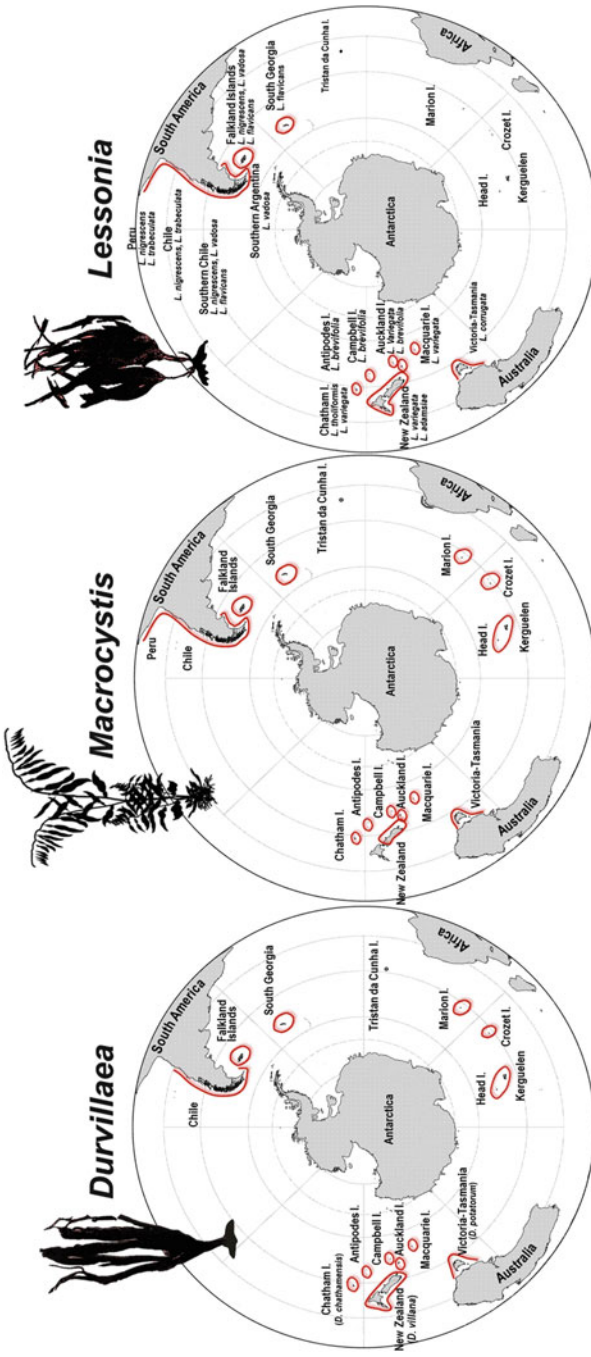 Durvillaea
South America
Chile
Falkland
Islands
South Georgia
Tristan da Cunha I.
Africa
Marion I.
Crozet I.
Head I.
Kerguelen
Antarctica
Chatham I.
(D. chathamensis)
Antipodes I.
Campbell I.
Auckland I.
Macquarie I.
New Zealand
(D. villana)
Victoria-Tasmania
(D. potatorum)
Australia
Macrocystis
South America
Peru
Chile
Falkland
Islands
South Georgia
Tristan da Cunha I.
Africa
Marion I.
Crozet I.
Head I.
Kerguelen
Antarctica
Chatham I.
Antipodes I.
Campbell I.
Auckland I.
Macquarie I.
New Zealand
Victoria-Tasmania
Australia
Lessonia
South America
Peru
L. nigrescens
L. trabeculata
Chile
L. nigrescens, L. trabeculata
Southern Chile
L. nigrescens, L. vadosa
L. flavicans
Southern Argentina
L. vadosa
Falkland Islands
L. nigrescens, L. vadosa
L. flavicans
South Georgia
L. flavicans
Tristan da Cunha I.
Africa
Marion I.
Crozet I.
Head I.
Kerguelen
Antarctica
Chatham I.
L. tholiformis
L. variegata
Antipodes I.
L. brevifolia
Campbell I.
L. brevifolia
Auckland I.
L. variegata
L. brevifolia
Macquarie I.
L. variegata
New Zealand
L. variegata
L. adamsiae
Victoria-Tasmania
L. corrugata
Australia